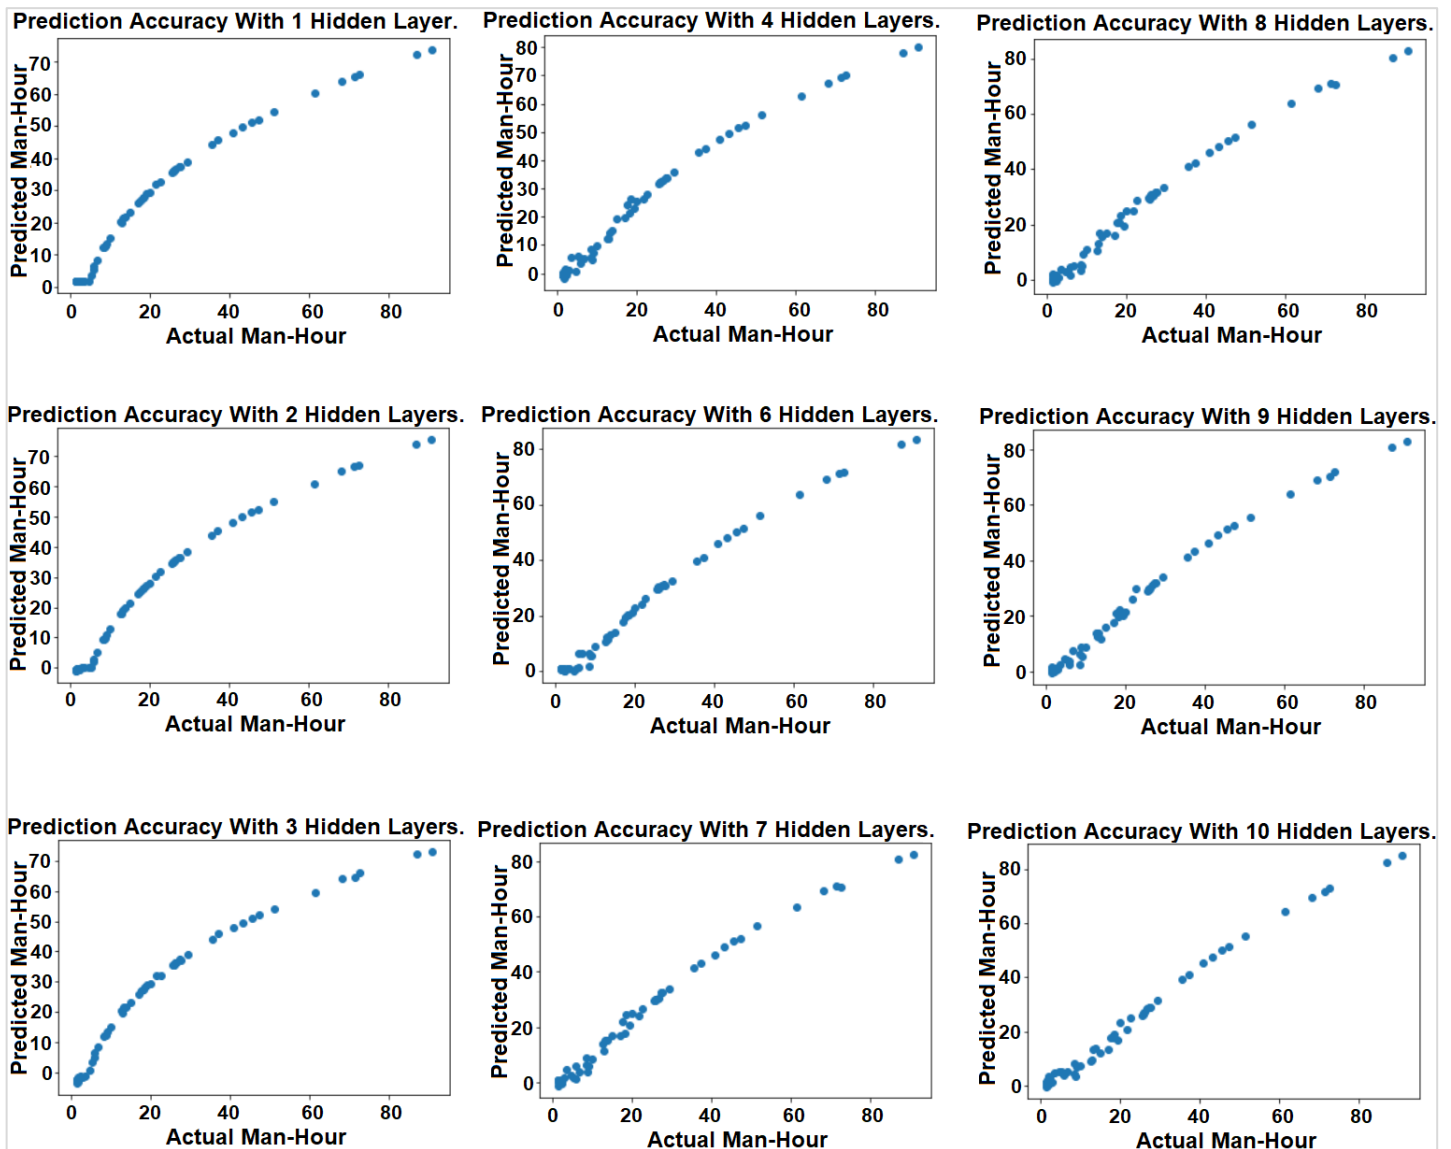 Prediction Accuracy With 1 Hidden Layer.
Predicted Man-Hour
70
60
50
40
30
20
10
0
0 20 40 60 80
Actual Man-Hour
Prediction Accuracy With 4 Hidden Layers.
Predicted Man-Hour
80
70
60
50
40
30
20
10
0
0 20 40 60 80
Actual Man-Hour
Prediction Accuracy With 8 Hidden Layers.
Predicted Man-Hour
80
60
40
20
0
0 20 40 60 80
Actual Man-Hour
Prediction Accuracy With 2 Hidden Layers.
Predicted Man-Hour
70
60
50
40
30
20
10
0
0 20 40 60 80
Actual Man-Hour
Prediction Accuracy With 6 Hidden Layers.
Predicted Man-Hour
80
60
40
20
0
0 20 40 60 80
Actual Man-Hour
Prediction Accuracy With 9 Hidden Layers.
Predicted Man-Hour
80
60
40
20
0
0 20 40 60 80
Actual Man-Hour
Prediction Accuracy With 3 Hidden Layers.
Predicted Man-Hour
70
60
50
40
30
20
10
0
0 20 40 60 80
Actual Man-Hour
Prediction Accuracy With 7 Hidden Layers.
Predicted Man-Hour
80
60
40
20
0
0 20 40 60 80
Actual Man-Hour
Prediction Accuracy With 10 Hidden Layers.
Predicted Man-Hour
80
60
40
20
0
0 20 40 60 80
Actual Man-Hour